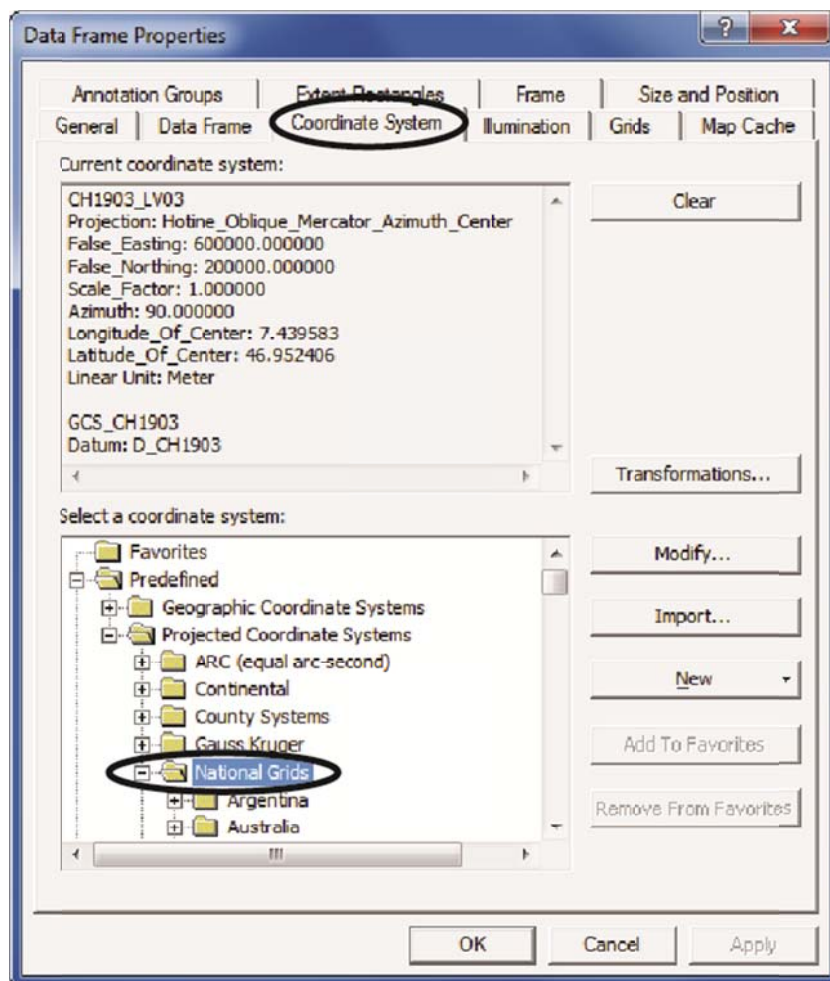 Data Frame Properties
Annotation Groups Extent Rectangles Frame Size and Position
General Data Frame Coordinate System Illumination Grids Map Cache
Current coordinate system:
CH1903_LV03
Projection: Hotine_Oblique_Mercator_Azimuth_Center
False_Easting: 600000.000000
False_Northing: 200000.000000
Scale_Factor: 1.000000
Azimuth: 90.000000
Longitude_Of_Center: 7.439583
Latitude_Of_Center: 46.952406
Linear Unit: Meter
GCS_CH1903
Datum: D_CH1903
Clear
Transformations...
Select a coordinate system:
Favorites
Predefined
Geographic Coordinate Systems
Projected Coordinate Systems
ARC (equal arc-second)
Continental
County Systems
Gauss Kruger
National Grids
Argentina
Australia
Modify...
Import...
New
Add To Favorites
Remove From Favorites
OK Cancel Apply